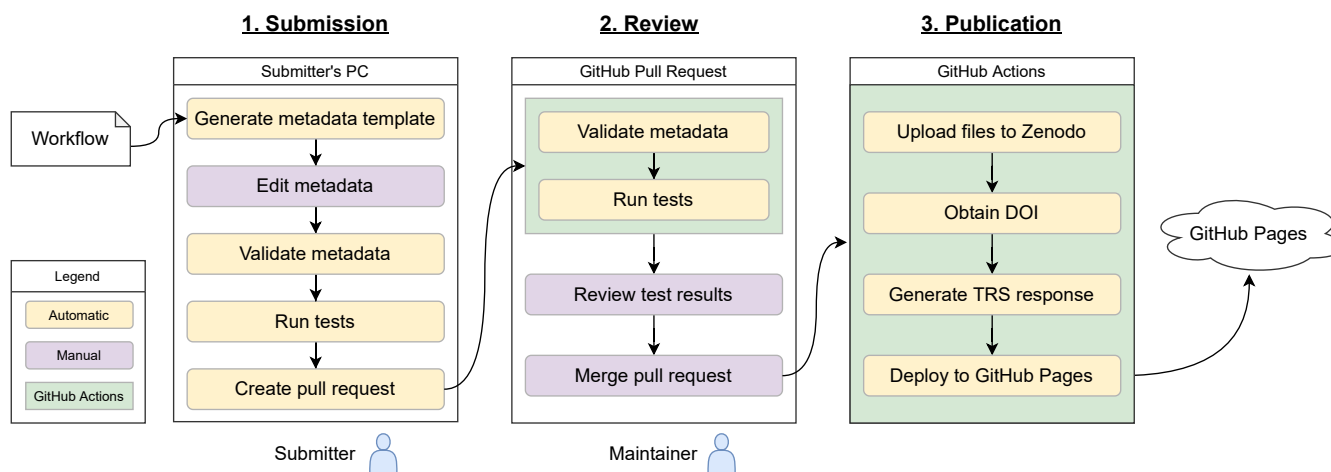 1. Submission
2. Review
3. Publication
Submitter's PC
GitHub Pull Request
GitHub Actions
Workflow
Generate metadata template
Edit metadata
Validate metadata
Run tests
Create pull request
Validate metadata
Run tests
Review test results
Merge pull request
Upload files to Zenodo
Obtain DOI
Generate TRS response
Deploy to GitHub Pages
GitHub Pages
Legend
Automatic
Manual
GitHub Actions
Submitter
Maintainer